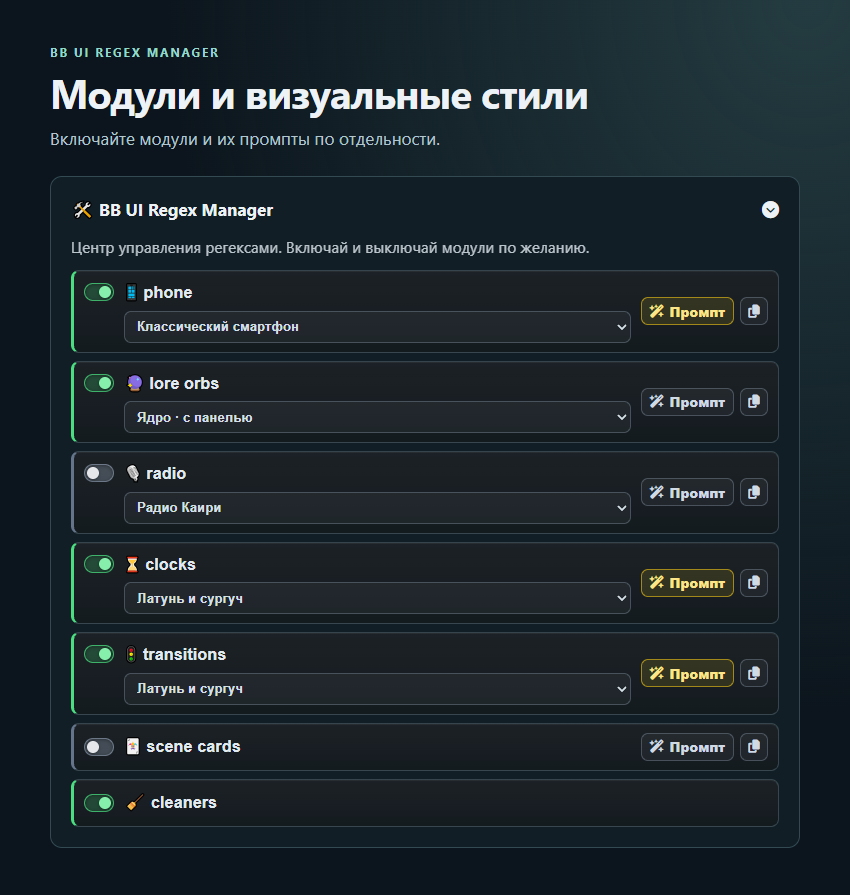 BB UI REGEX MANAGER
Модули и визуальные стили
Включайте модули и их промпты по отдельности.
BB UI Regex Manager
Центр управления регексами. Включай и выключай модули по желанию.
phone
Классический смартфон
Промпт
lore orbs
Ядро · с панелью
Промпт
radio
Радио Каири
Промпт
clocks
Латунь и сургуч
Промпт
transitions
Латунь и сургуч
Промпт
scene cards
Промпт
cleaners